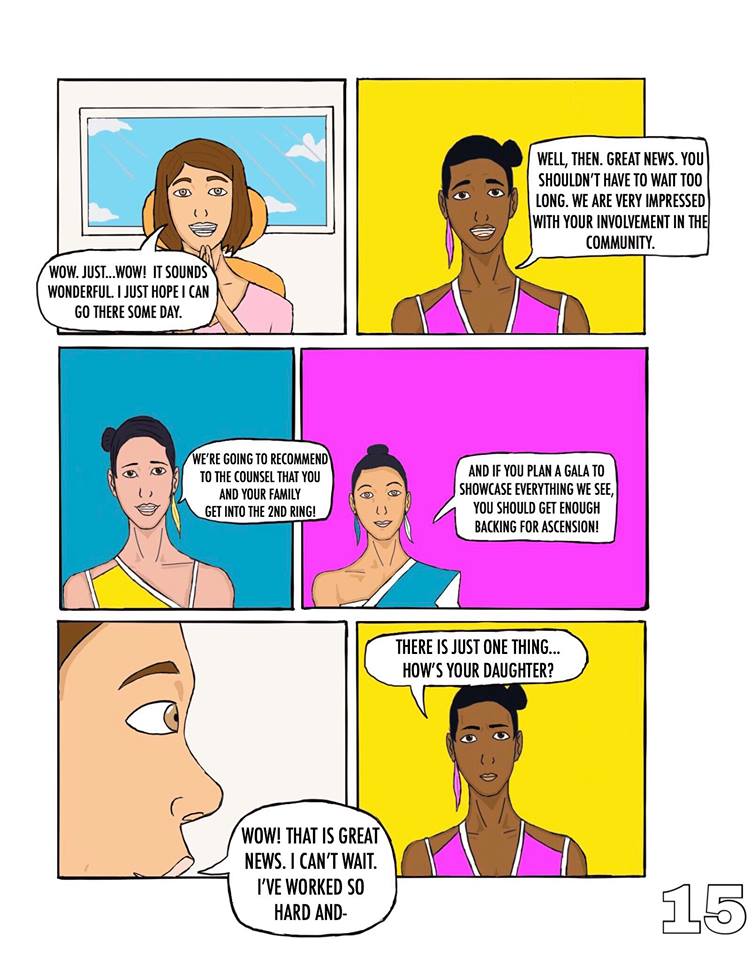 WOW. JUST...WOW! IT SOUNDS
WONDERFUL. I JUST HOPE I CAN
GO THERE SOME DAY.
WELL, THEN. GREAT NEWS. YOU
SHOULDN'T HAVE TO WAIT TOO
LONG. WE ARE VERY IMPRESSED
WITH YOUR INVOLVEMENT IN THE
COMMUNITY.
WE'RE GOING TO RECOMMEND
TO THE COUNSEL THAT YOU
AND YOUR FAMILY
GET INTO THE 2ND RING!
AND IF YOU PLAN A GALA TO
SHOWCASE EVERYTHING WE SEE,
YOU SHOULD GET ENOUGH
BACKING FOR ASCENSION!
WOW! THAT IS GREAT
NEWS. I CAN'T WAIT.
I'VE WORKED SO
HARD AND-
THERE IS JUST ONE THING...
HOW'S YOUR DAUGHTER?
15